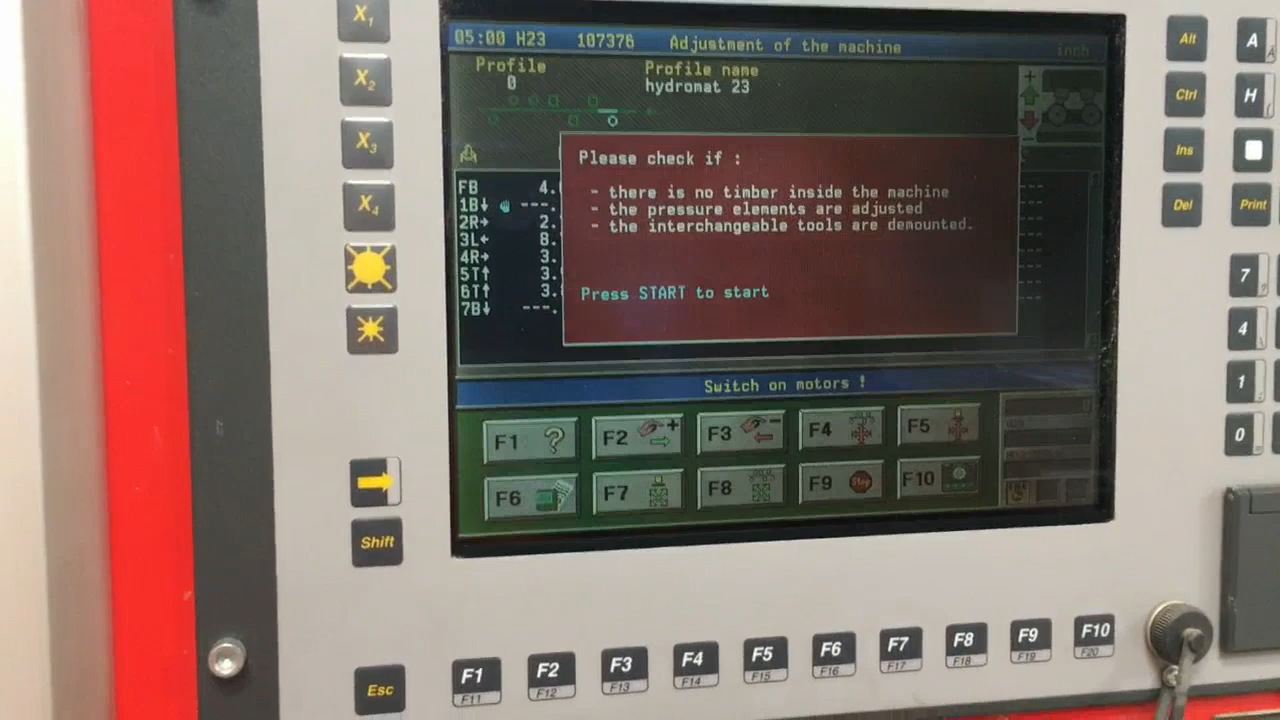 X1
X2
X3
X4
Shift
Esc
05:00 H23 107376 Adjustment of the machine inch
Profile Profile name
0 hydromat 23
Please check if :
- there is no timber inside the machine
- the pressure elements are adjusted
- the interchangeable tools are demounted.
Press START to start
FB 4.
1B↓ ---.
2R→ 2.
3L← 8.
4R→ 3.
5T↑ 3.
6T↑ 3.
7B↓ ---.
Switch on motors !
F1 ? F2 + F3 - F4 F5
F6 F7 F8 F9 Stop F10
F1 F2 F3 F4 F5 F6 F7 F8 F9 F10
F11 F12 F13 F14 F15 F16 F17 F18 F19 F20
Alt A
Ctrl H
Ins
Del Print
7
4
1
0